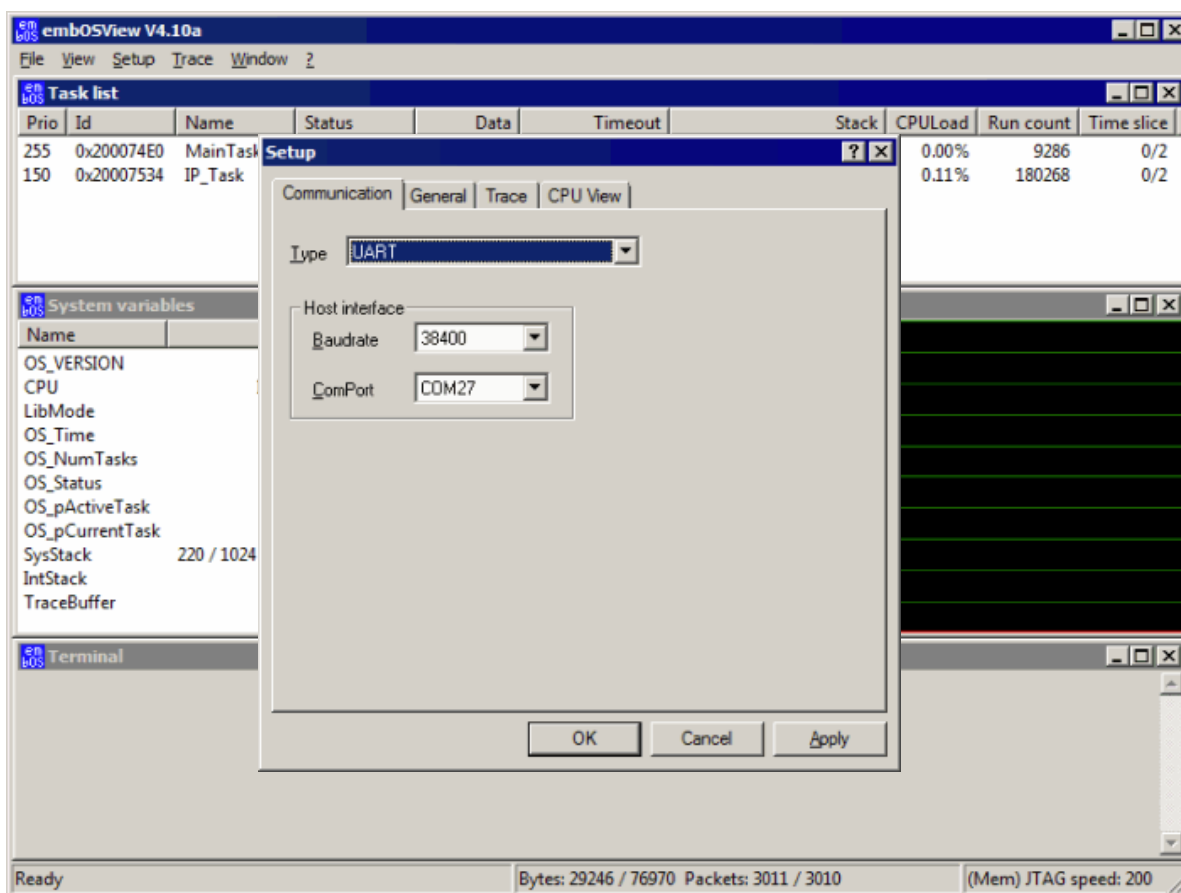 embOSView V4.10a
File View Setup Trace Window ?
Task list
Prio Id Name Status Data Timeout Stack CPULoad Run count Time slice
255 0x200074E0 MainTask 0.00% 9286 0/2
150 0x20007534 IP_Task 0.11% 180268 0/2
Setup
Communication General Trace CPU View
Type UART
Host interface
Baudrate 38400
ComPort COM27
OK Cancel Apply
System variables
Name
OS_VERSION
CPU
LibMode
OS_Time
OS_NumTasks
OS_Status
OS_pActiveTask
OS_pCurrentTask
SysStack 220 / 1024
IntStack
TraceBuffer
Terminal
Ready Bytes: 29246 / 76970 Packets: 3011 / 3010 (Mem) JTAG speed: 200